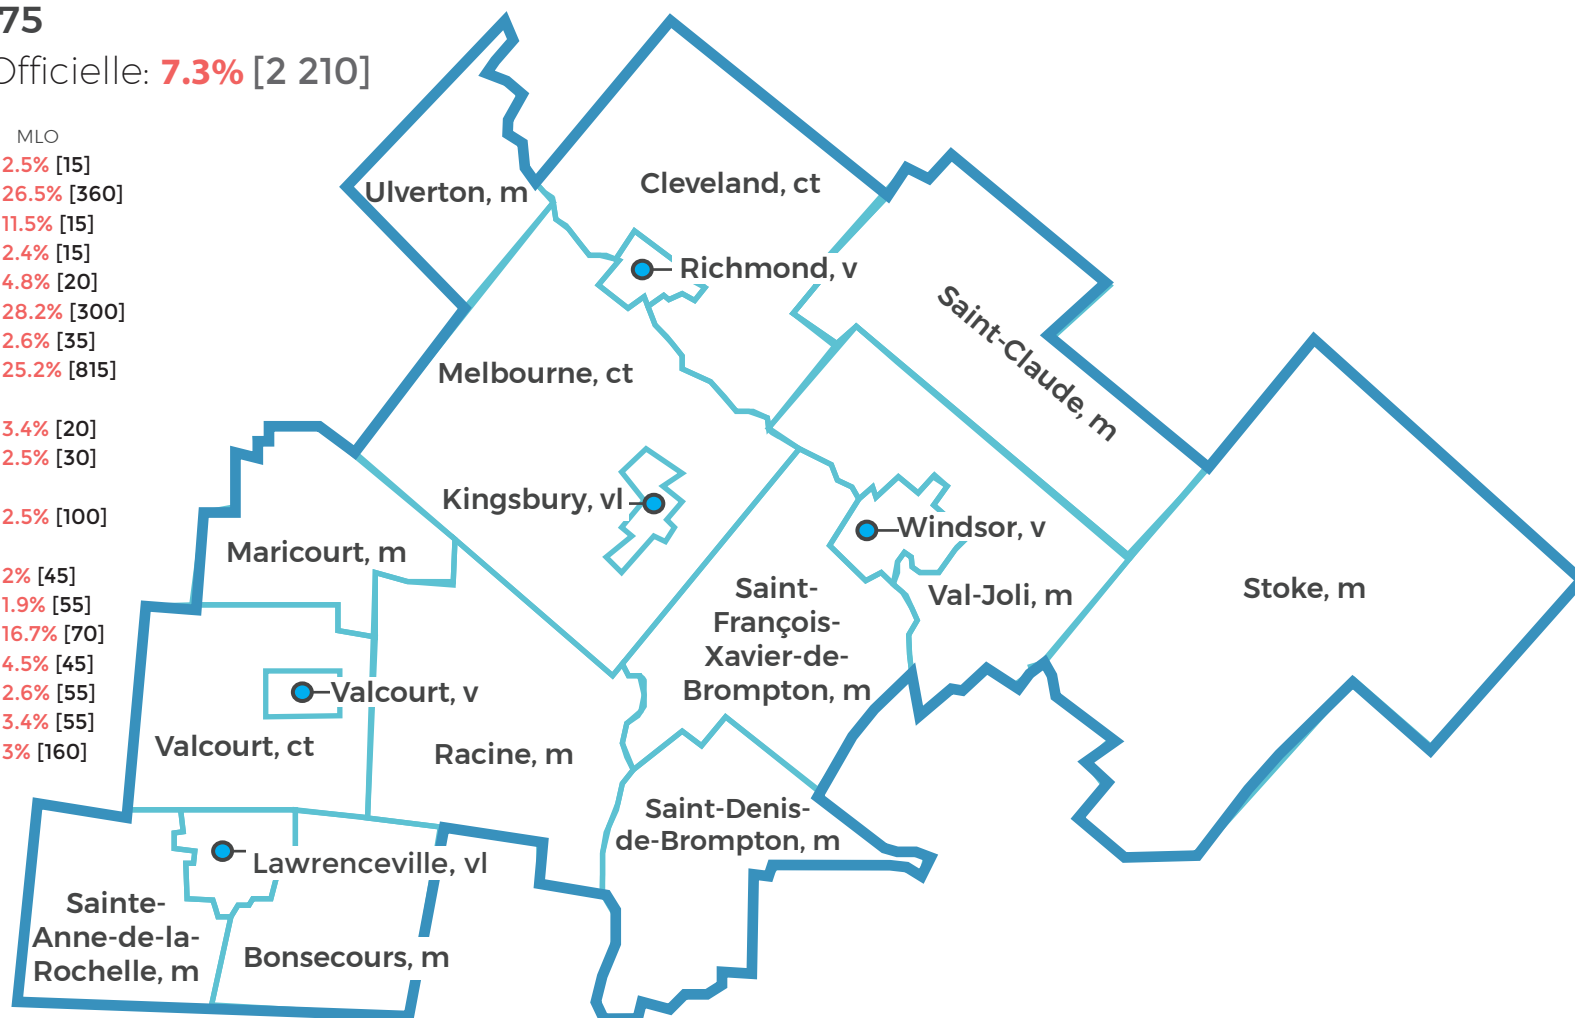 75
Officielle: 7.3% [2 210]
MLO
2.5% [15]
26.5% [360]
11.5% [15]
2.4% [15]
4.8% [20]
28.2% [300]
2.6% [35]
25.2% [815]
3.4% [20]
2.5% [30]
2.5% [100]
2% [45]
1.9% [55]
16.7% [70]
4.5% [45]
2.6% [55]
3.4% [55]
3% [160]
Ulverton, m
Cleveland, ct
Richmond, v
Saint-Claude, m
Melbourne, ct
Kingsbury, vl
Windsor, v
Maricourt, m
Saint-
François-
Xavier-de-
Brompton, m
Val-Joli, m
Stoke, m
Valcourt, v
Valcourt, ct
Racine, m
Saint-Denis-
de-Brompton, m
Lawrenceville, vl
Sainte-
Anne-de-la-
Rochelle, m
Bonsecours, m